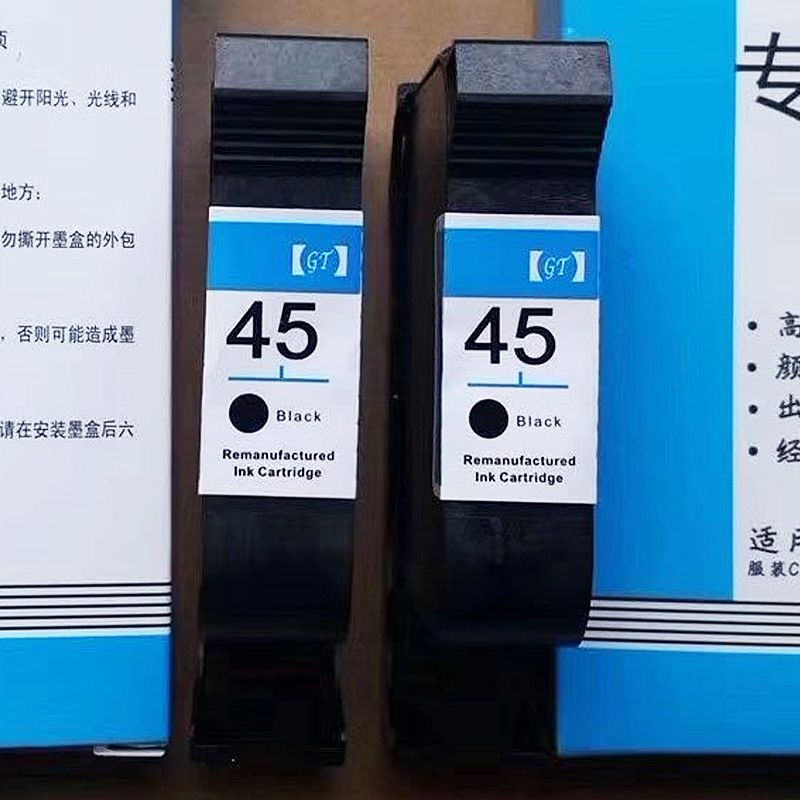 避开阳光、光线和
地方;
勿撕开墨盒的外包
,否则可能造成墨
请在安装墨盒后六
【GT】
45
Black
Remanufactured
Ink Cartridge
【GT】
45
Black
Remanufactured
Ink Cartridge
专
• 高
• 颜
• 出
• 经
适用
服装C